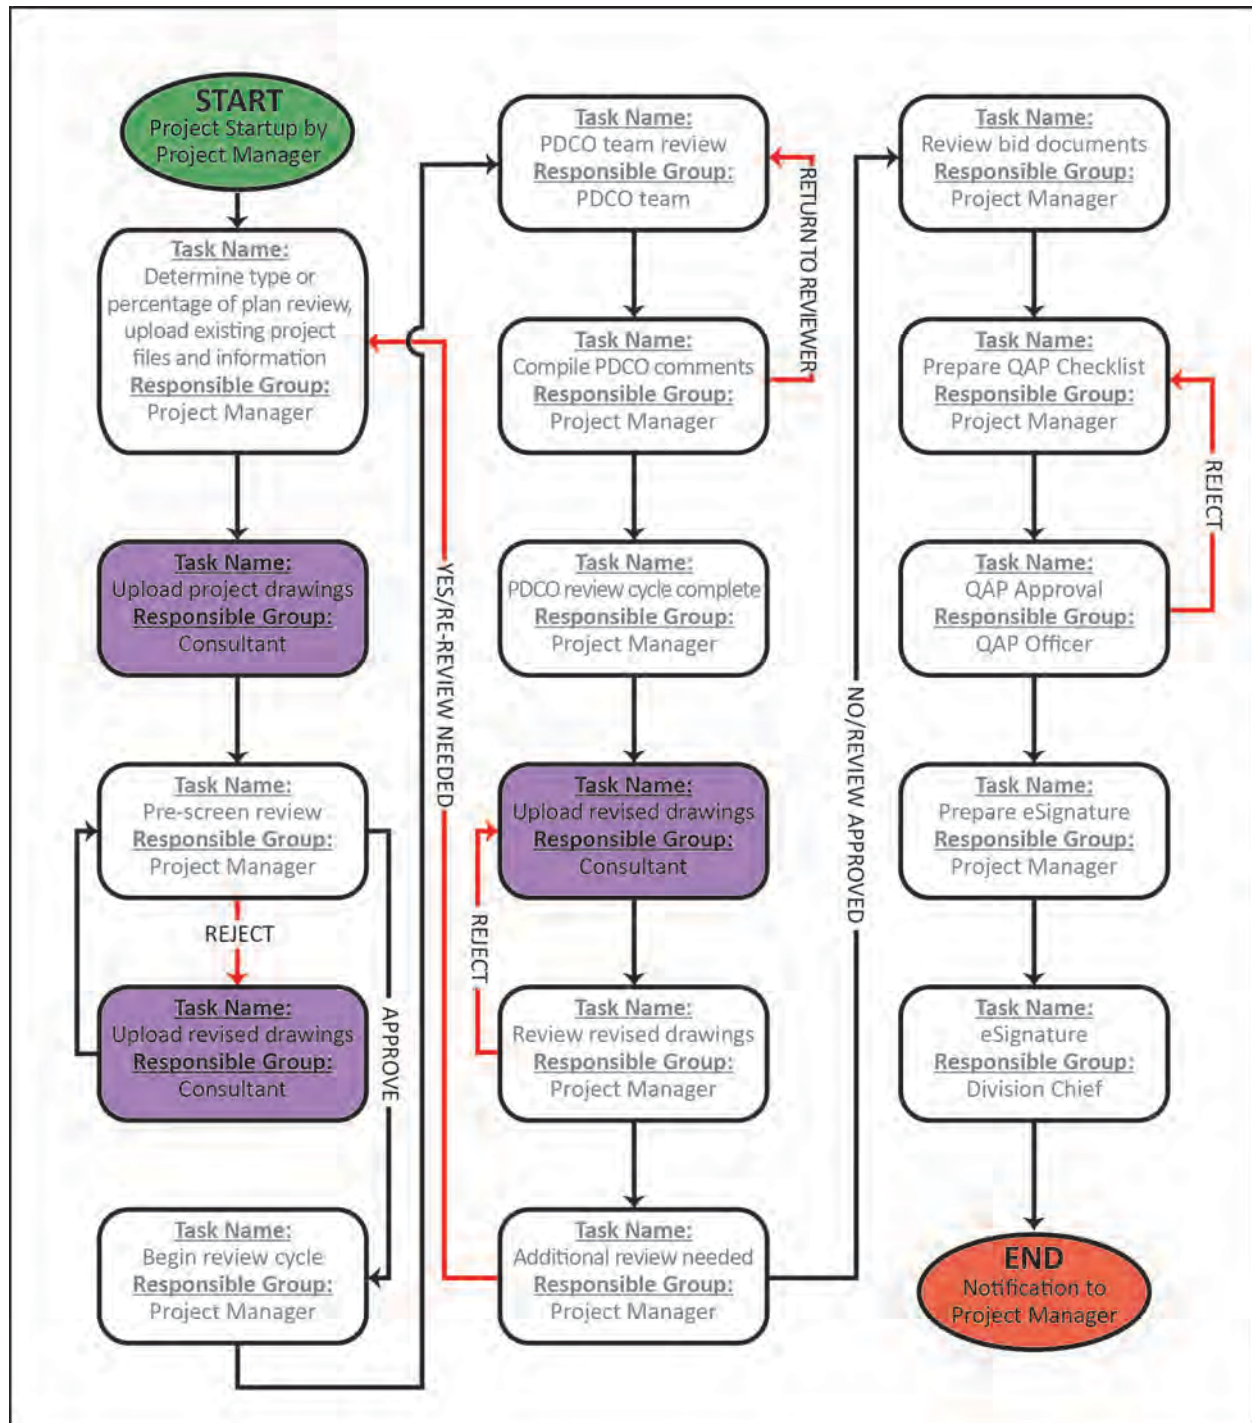 START
Project Startup by
Project Manager
Task Name:
Determine type or
percentage of plan review,
upload existing project
files and information
Responsible Group:
Project Manager
Task Name:
Upload project drawings
Responsible Group:
Consultant
Task Name:
Pre-screen review
Responsible Group:
Project Manager
REJECT
Task Name:
Upload revised drawings
Responsible Group:
Consultant
APPROVE
Task Name:
Begin review cycle
Responsible Group:
Project Manager
YES/RE-REVIEW NEEDED
Task Name:
PDCO team review
Responsible Group:
PDCO team
RETURN TO REVIEWER
Task Name:
Compile PDCO comments
Responsible Group:
Project Manager
Task Name:
PDCO review cycle complete
Responsible Group:
Project Manager
Task Name:
Upload revised drawings
Responsible Group:
Consultant
REJECT
Task Name:
Review revised drawings
Responsible Group:
Project Manager
Task Name:
Additional review needed
Responsible Group:
Project Manager
NO/REVIEW APPROVED
Task Name:
Review bid documents
Responsible Group:
Project Manager
Task Name:
Prepare QAP Checklist
Responsible Group:
Project Manager
REJECT
Task Name:
QAP Approval
Responsible Group:
QAP Officer
Task Name:
Prepare eSignature
Responsible Group:
Project Manager
Task Name:
eSignature
Responsible Group:
Division Chief
END
Notification to
Project Manager